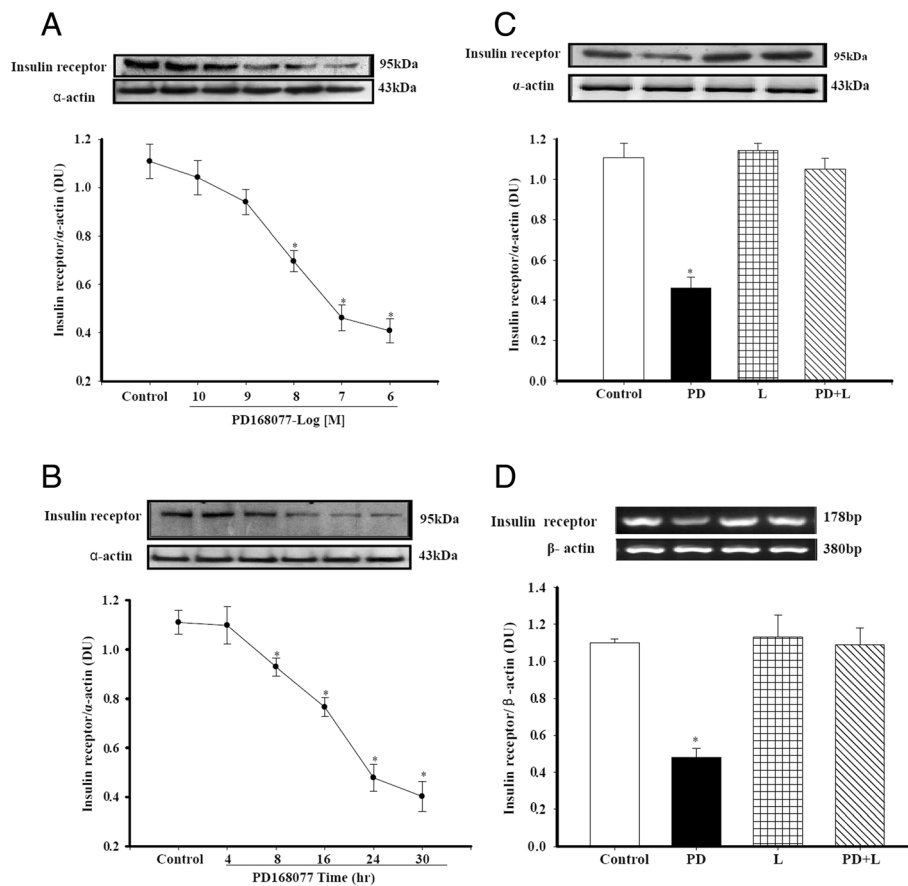 A
Insulin receptor 95kDa
α-actin 43kDa
Insulin receptor/α-actin (DU)
1.2
1.0
0.8
0.6
0.4
0.2
* * *
Control 10 9 8 7 6
PD168077-Log [M]
B
Insulin receptor 95kDa
α-actin 43kDa
Insulin receptor/α-actin (DU)
1.2
1.0
0.8
0.6
0.4
0.2
* * * *
Control 4 8 16 24 30
PD168077 Time (hr)
C
Insulin receptor 95kDa
α-actin 43kDa
Insulin receptor/α-actin (DU)
1.2
1.0
0.8
0.6
0.4
0.2
0.0
*
Control PD L PD+L
D
Insulin receptor 178bp
β- actin 380bp
Insulin receptor/ β -actin (DU)
1.4
1.2
1.0
0.8
0.6
0.4
0.2
0.0
*
Control PD L PD+L